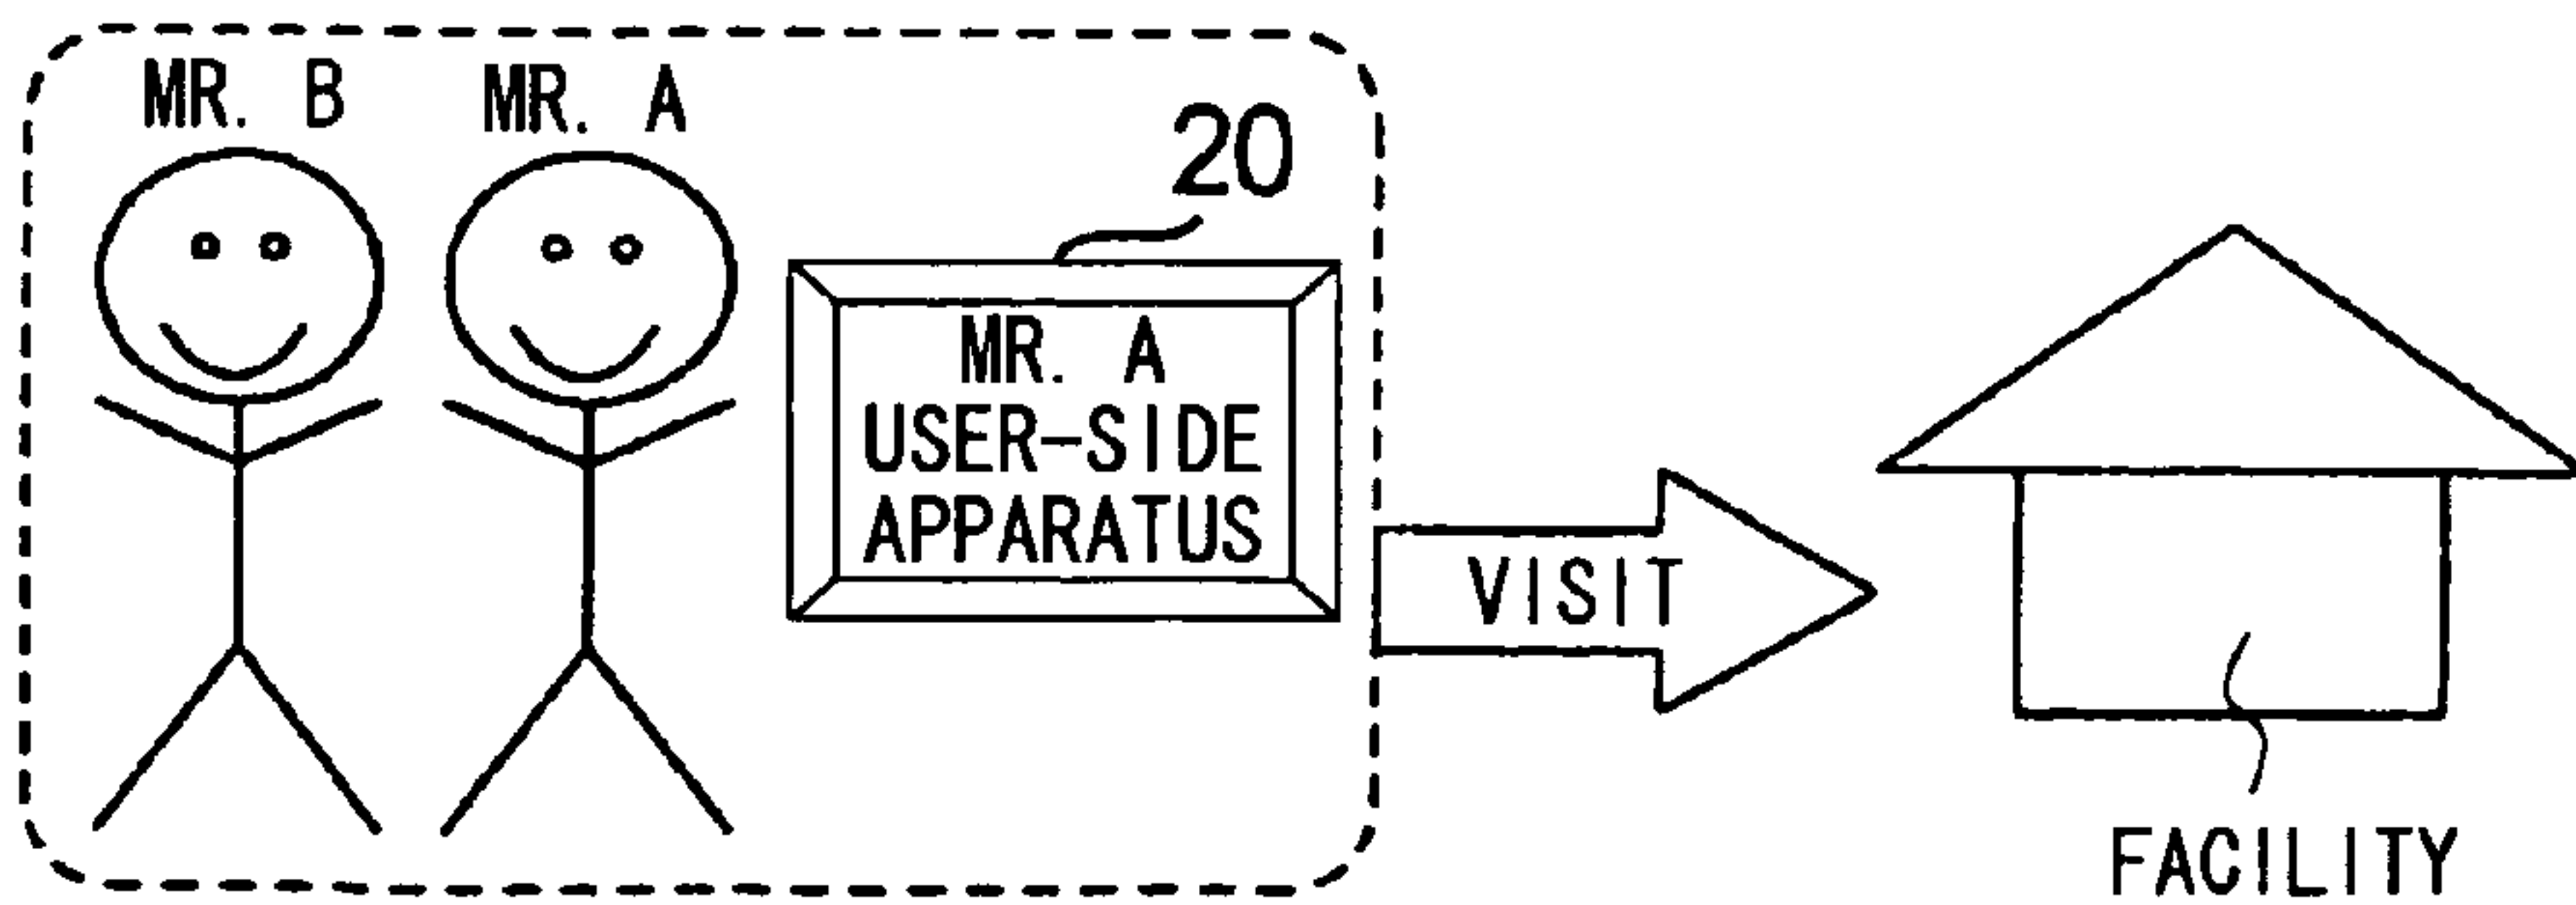 MR. B
MR. A
20
MR. A
USER-SIDE
APPARATUS
VISIT
FACILITY